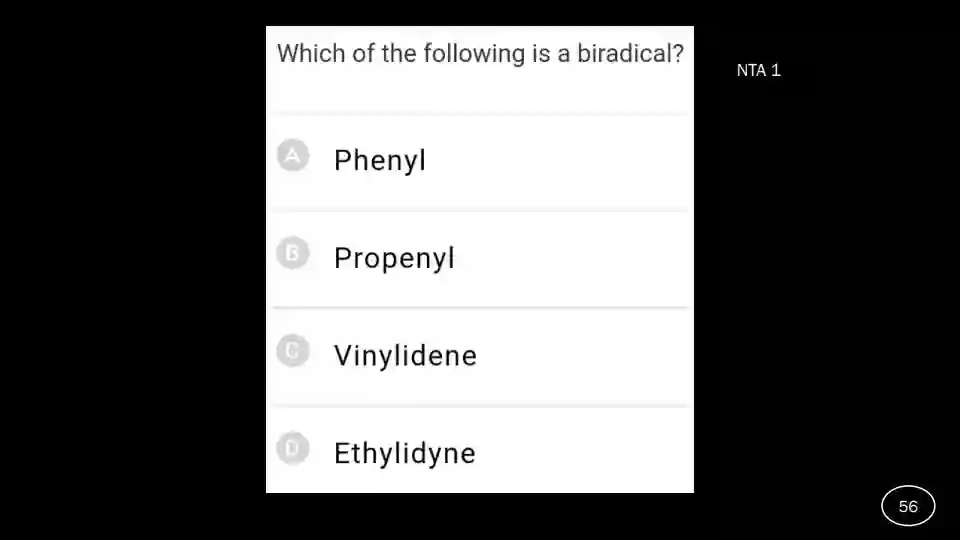 Which of the following is a biradical?
NTA 1
A Phenyl
B Propenyl
C Vinylidene
D Ethylidyne
56